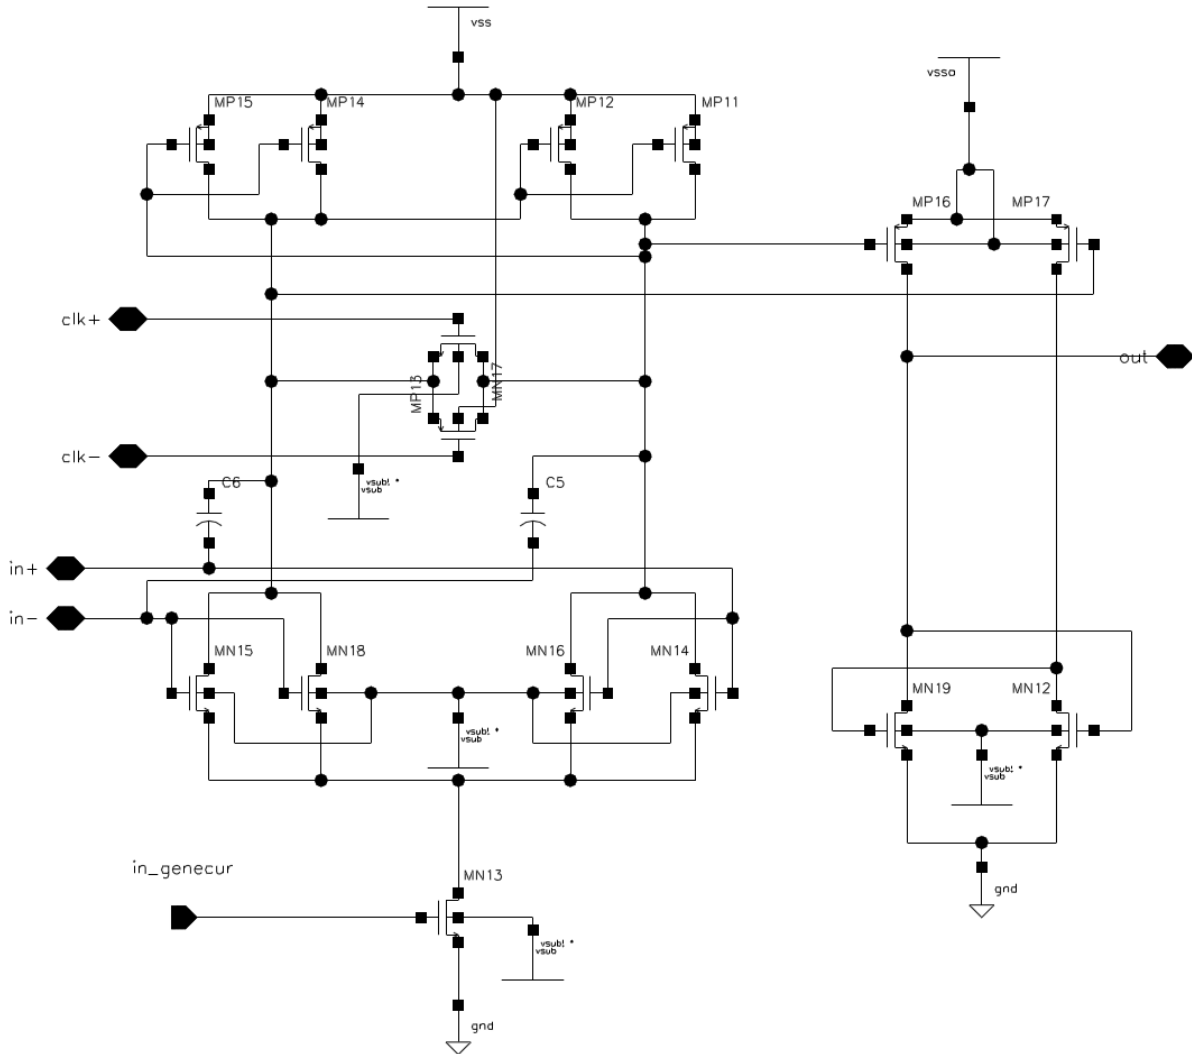 vss
vssa
MP15
MP14
MP12
MP11
MP16
MP17
clk+
MP13
MN17
out
clk-
C6
vsub! *
vsub
C5
in+
in-
MN15
MN18
MN16
MN14
MN19
MN12
vsub! *
vsub
vsub! *
vsub
in_genecur
MN13
gnd
vsub! *
vsub
gnd